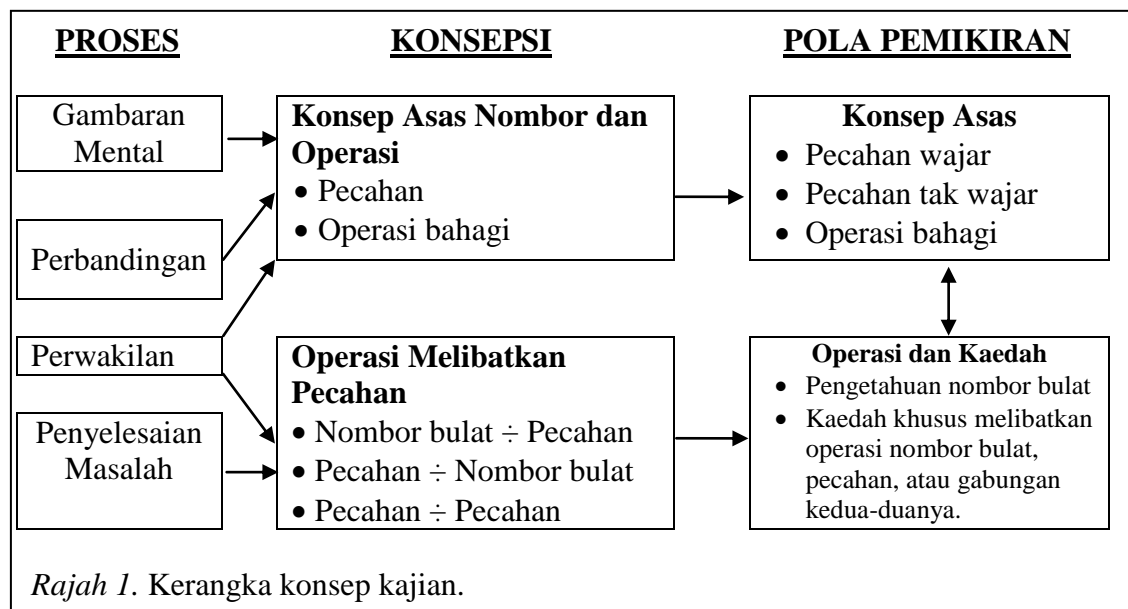 PROSES
KONSEPSI
POLA PEMIKIRAN
Gambaran
Mental
Perbandingan
Perwakilan
Penyelesaian
Masalah
Konsep Asas Nombor dan
Operasi
• Pecahan
• Operasi bahagi
Operasi Melibatkan
Pecahan
• Nombor bulat ÷ Pecahan
• Pecahan ÷ Nombor bulat
• Pecahan ÷ Pecahan
Konsep Asas
• Pecahan wajar
• Pecahan tak wajar
• Operasi bahagi
Operasi dan Kaedah
• Pengetahuan nombor bulat
• Kaedah khusus melibatkan
operasi nombor bulat,
pecahan, atau gabungan
kedua-duanya.
Rajah 1. Kerangka konsep kajian.